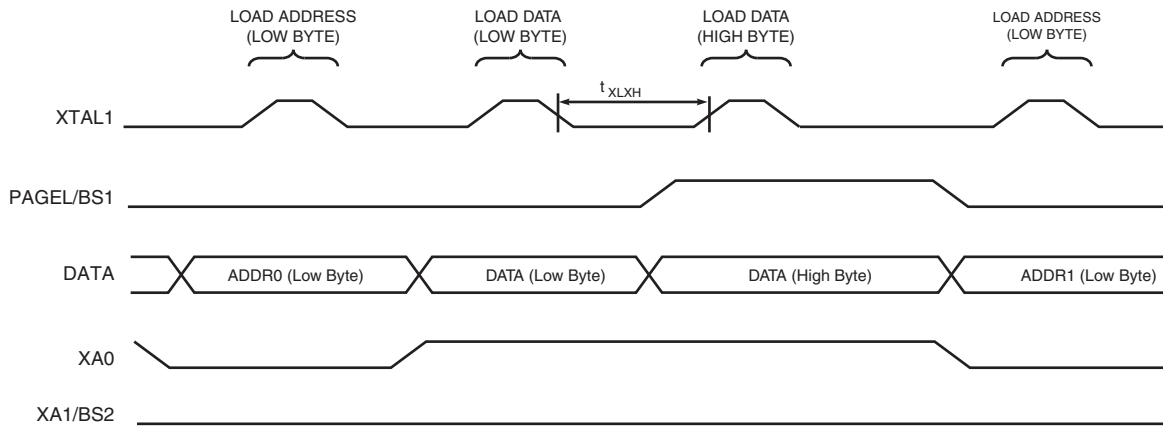 LOAD ADDRESS
(LOW BYTE)
LOAD DATA
(LOW BYTE)
LOAD DATA
(HIGH BYTE)
LOAD ADDRESS
(LOW BYTE)
t XLXH
XTAL1
PAGEL/BS1
DATA
ADDR0 (Low Byte)
DATA (Low Byte)
DATA (High Byte)
ADDR1 (Low Byte)
XA0
XA1/BS2